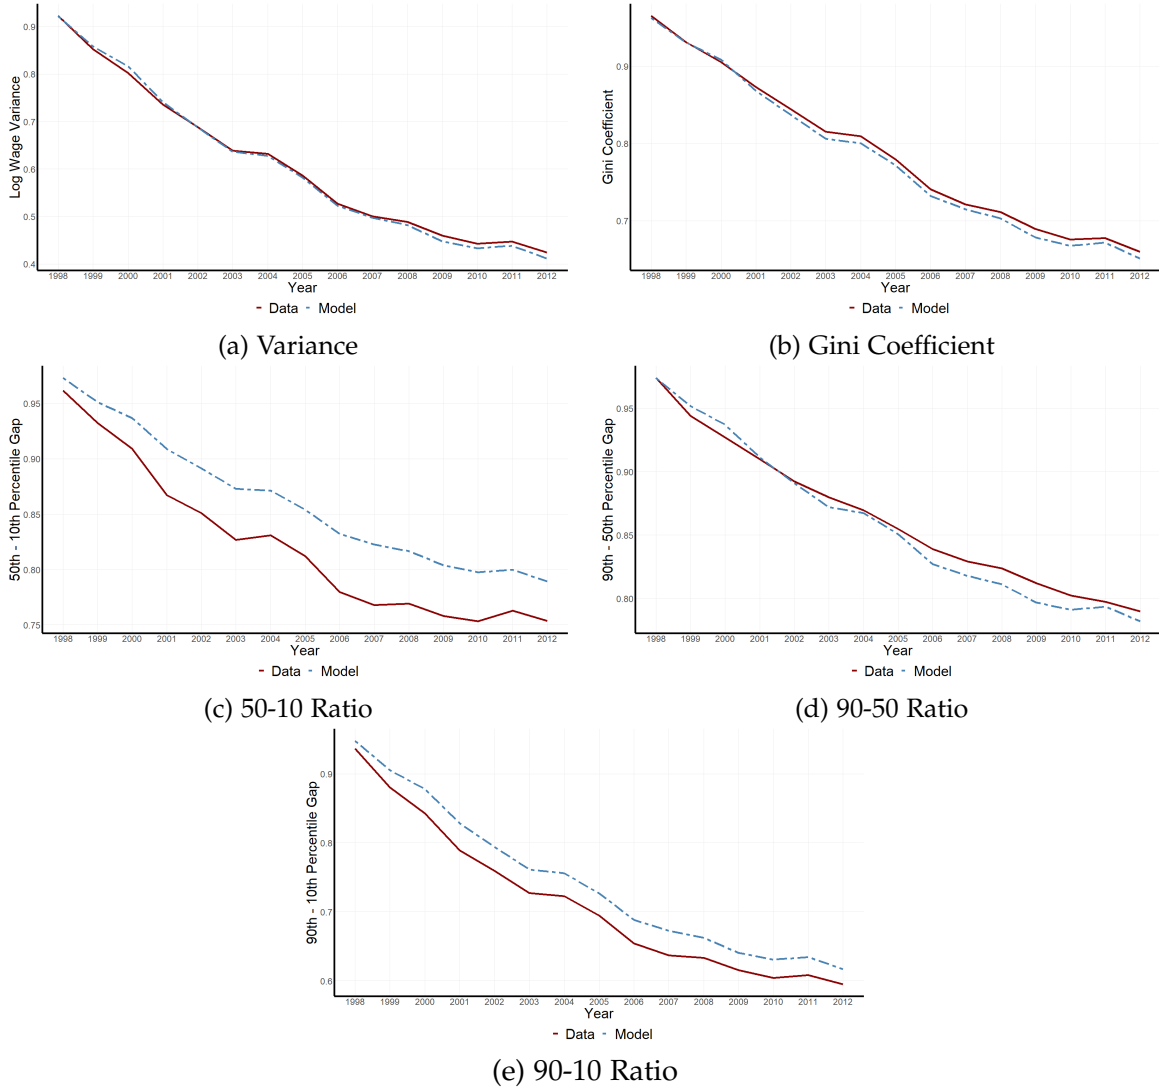 Log Wage Variance
0.9
0.8
0.7
0.6
0.5
0.4
1998 1999 2000 2001 2002 2003 2004 2005 2006 2007 2008 2009 2010 2011 2012
Year
Data Model
(a) Variance
Gini Coefficient
0.9
0.8
0.7
1998 1999 2000 2001 2002 2003 2004 2005 2006 2007 2008 2009 2010 2011 2012
Year
Data Model
(b) Gini Coefficient
50th - 10th Percentile Gap
0.95
0.90
0.85
0.80
0.75
1998 1999 2000 2001 2002 2003 2004 2005 2006 2007 2008 2009 2010 2011 2012
Year
Data Model
(c) 50-10 Ratio
90th - 50th Percentile Gap
0.95
0.90
0.85
0.80
1998 1999 2000 2001 2002 2003 2004 2005 2006 2007 2008 2009 2010 2011 2012
Year
Data Model
(d) 90-50 Ratio
90th - 10th Percentile Gap
0.9
0.8
0.7
0.6
1998 1999 2000 2001 2002 2003 2004 2005 2006 2007 2008 2009 2010 2011 2012
Year
Data Model
(e) 90-10 Ratio